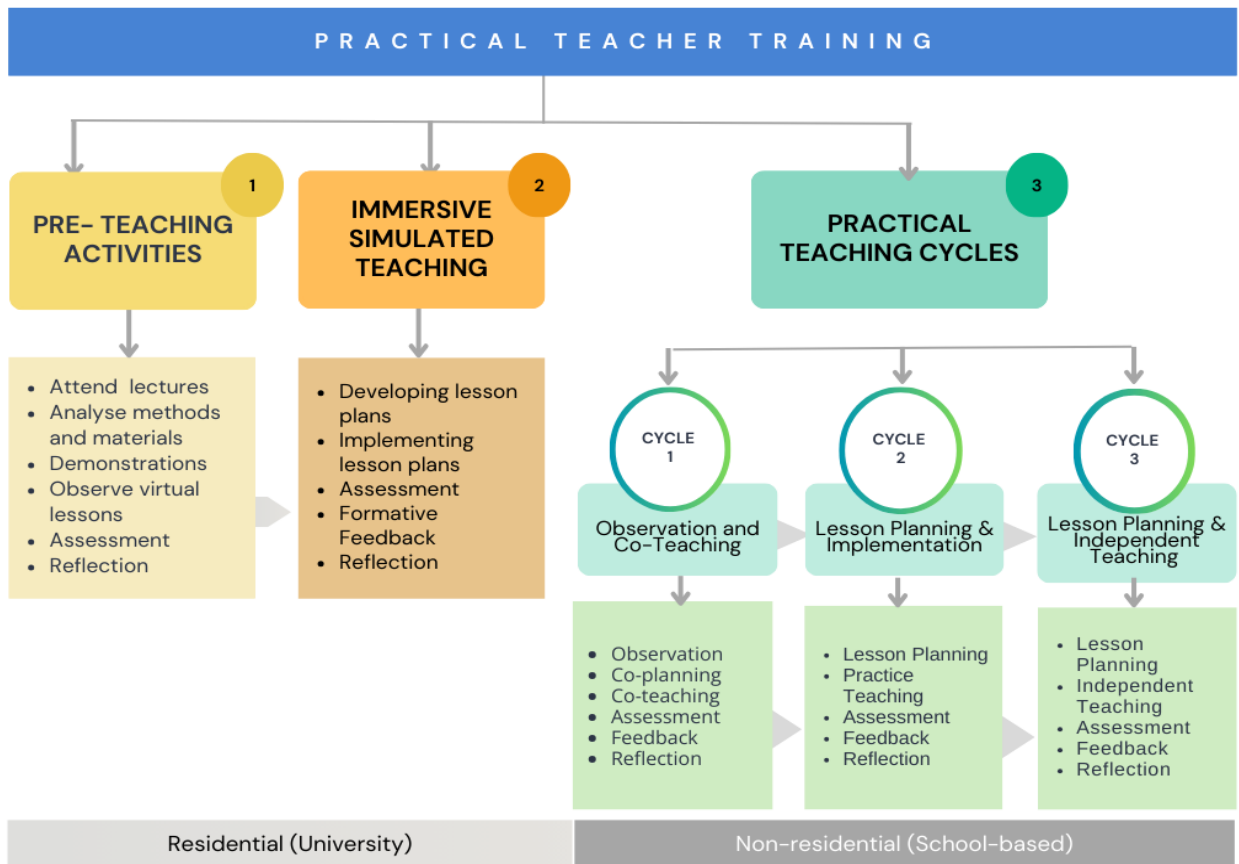 PRACTICAL TEACHER TRAINING
1
PRE- TEACHING
ACTIVITIES
2
IMMERSIVE
SIMULATED
TEACHING
3
PRACTICAL
TEACHING CYCLES
• Attend lectures
• Analyse methods
and materials
• Demonstrations
• Observe virtual
lessons
• Assessment
• Reflection
• Developing lesson
plans
• Implementing
lesson plans
• Assessment
• Formative
Feedback
• Reflection
CYCLE
1
Observation and
Co-Teaching
• Observation
• Co-planning
• Co-teaching
• Assessment
• Feedback
• Reflection
CYCLE
2
Lesson Planning &
Implementation
• Lesson Planning
• Practice
Teaching
• Assessment
• Feedback
• Reflection
CYCLE
3
Lesson Planning &
Independent
Teaching
• Lesson
Planning
• Independent
Teaching
• Assessment
• Feedback
• Reflection
Residential (University)
Non-residential (School-based)